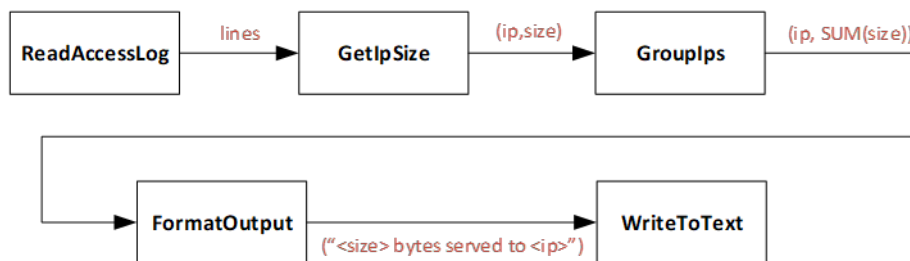 lines
(ip,size)
(ip, SUM(size))
ReadAccessLog
GetIpSize
GroupIps
FormatOutput
WriteToText
(“<size> bytes served to <ip>”)